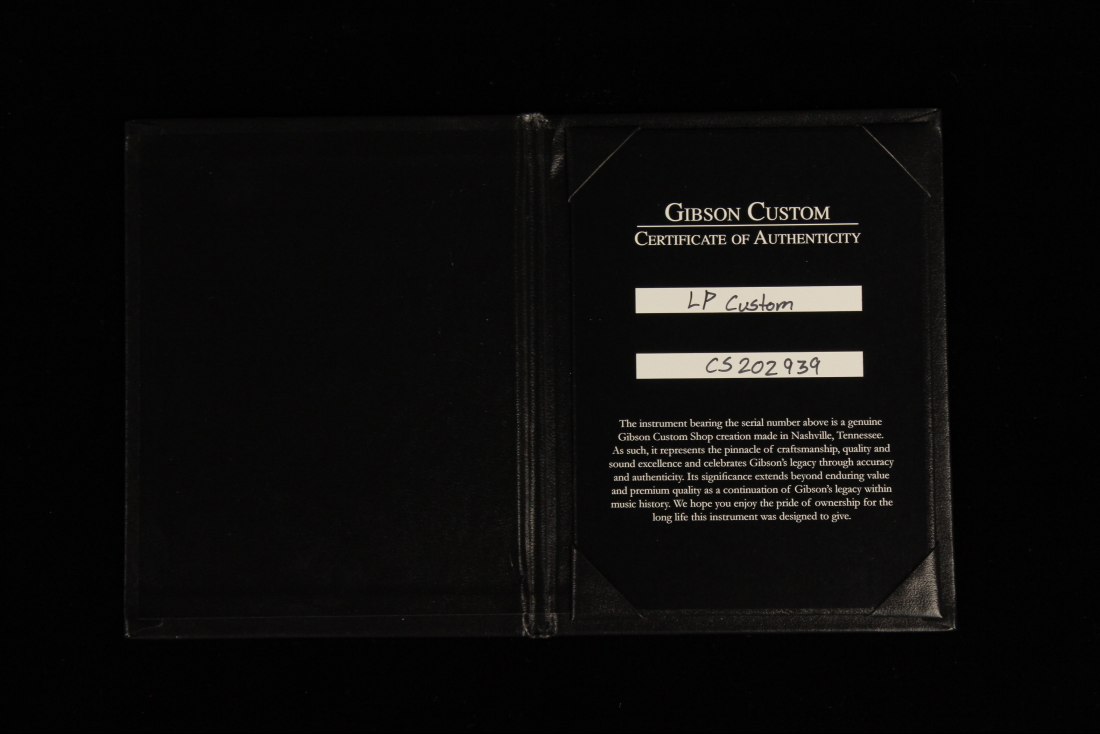 GIBSON CUSTOM
CERTIFICATE OF AUTHENTICITY
LP Custom
CS202939
The instrument bearing the serial number above is a genuine
Gibson Custom Shop creation made in Nashville, Tennessee.
As such, it represents the pinnacle of craftsmanship, quality and
sound excellence and celebrates Gibson's legacy through accuracy
and authenticity. Its significance extends beyond enduring value
and premium quality as a continuation of Gibson's legacy within
music history. We hope you enjoy the pride of ownership for the
long life this instrument was designed to give.